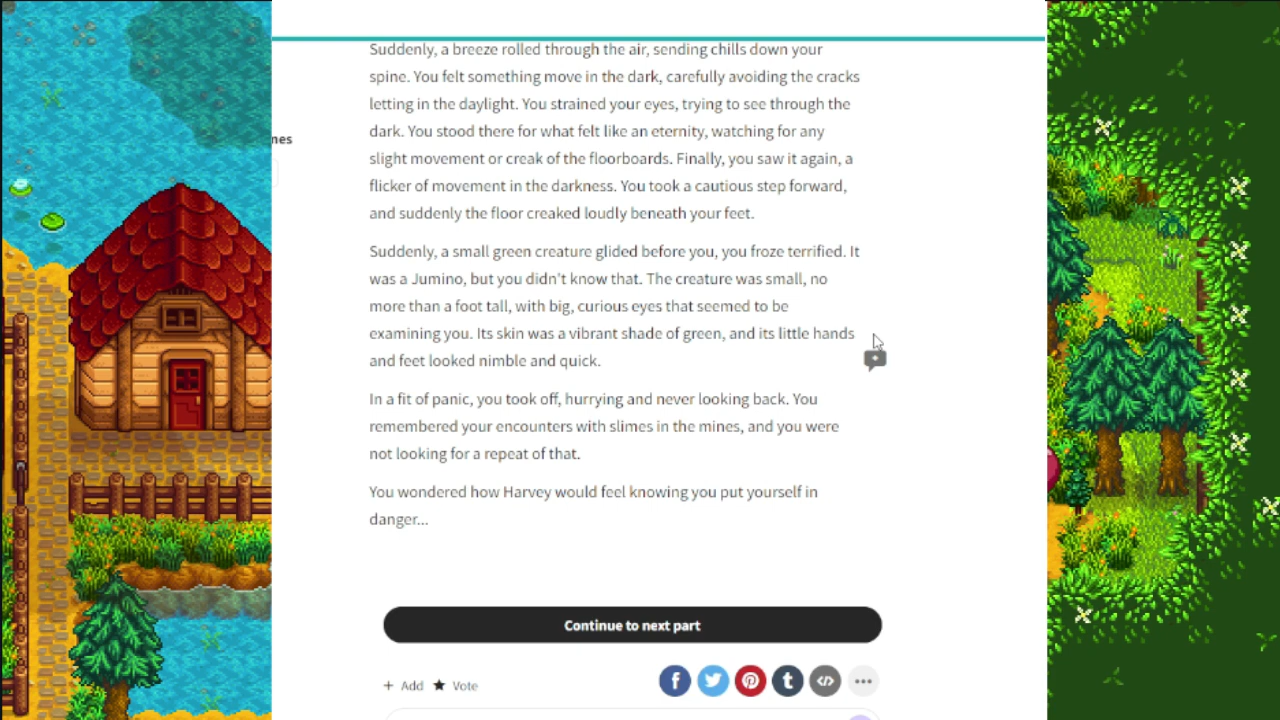 Suddenly, a breeze rolled through the air, sending chills down your
spine. You felt something move in the dark, carefully avoiding the cracks
letting in the daylight. You strained your eyes, trying to see through the
nes
dark. You stood there for what felt like an eternity, watching for any
slight movement or creak of the floorboards. Finally, you saw it again, a
flicker of movement in the darkness. You took a cautious step forward,
and suddenly the floor creaked loudly beneath your feet.
Suddenly, a small green creature glided before you, you froze terrified. It
was a Jumino, but you didn't know that. The creature was small, no
more than a foot tall, with big, curious eyes that seemed to be
examining you. Its skin was a vibrant shade of green, and its little hands
and feet looked nimble and quick.
In a fit of panic, you took off, hurrying and never looking back. You
remembered your encounters with slimes in the mines, and you were
not looking for a repeat of that.
You wondered how Harvey would feel knowing you put yourself in
danger...
Continue to next part
+ Add ★ Vote